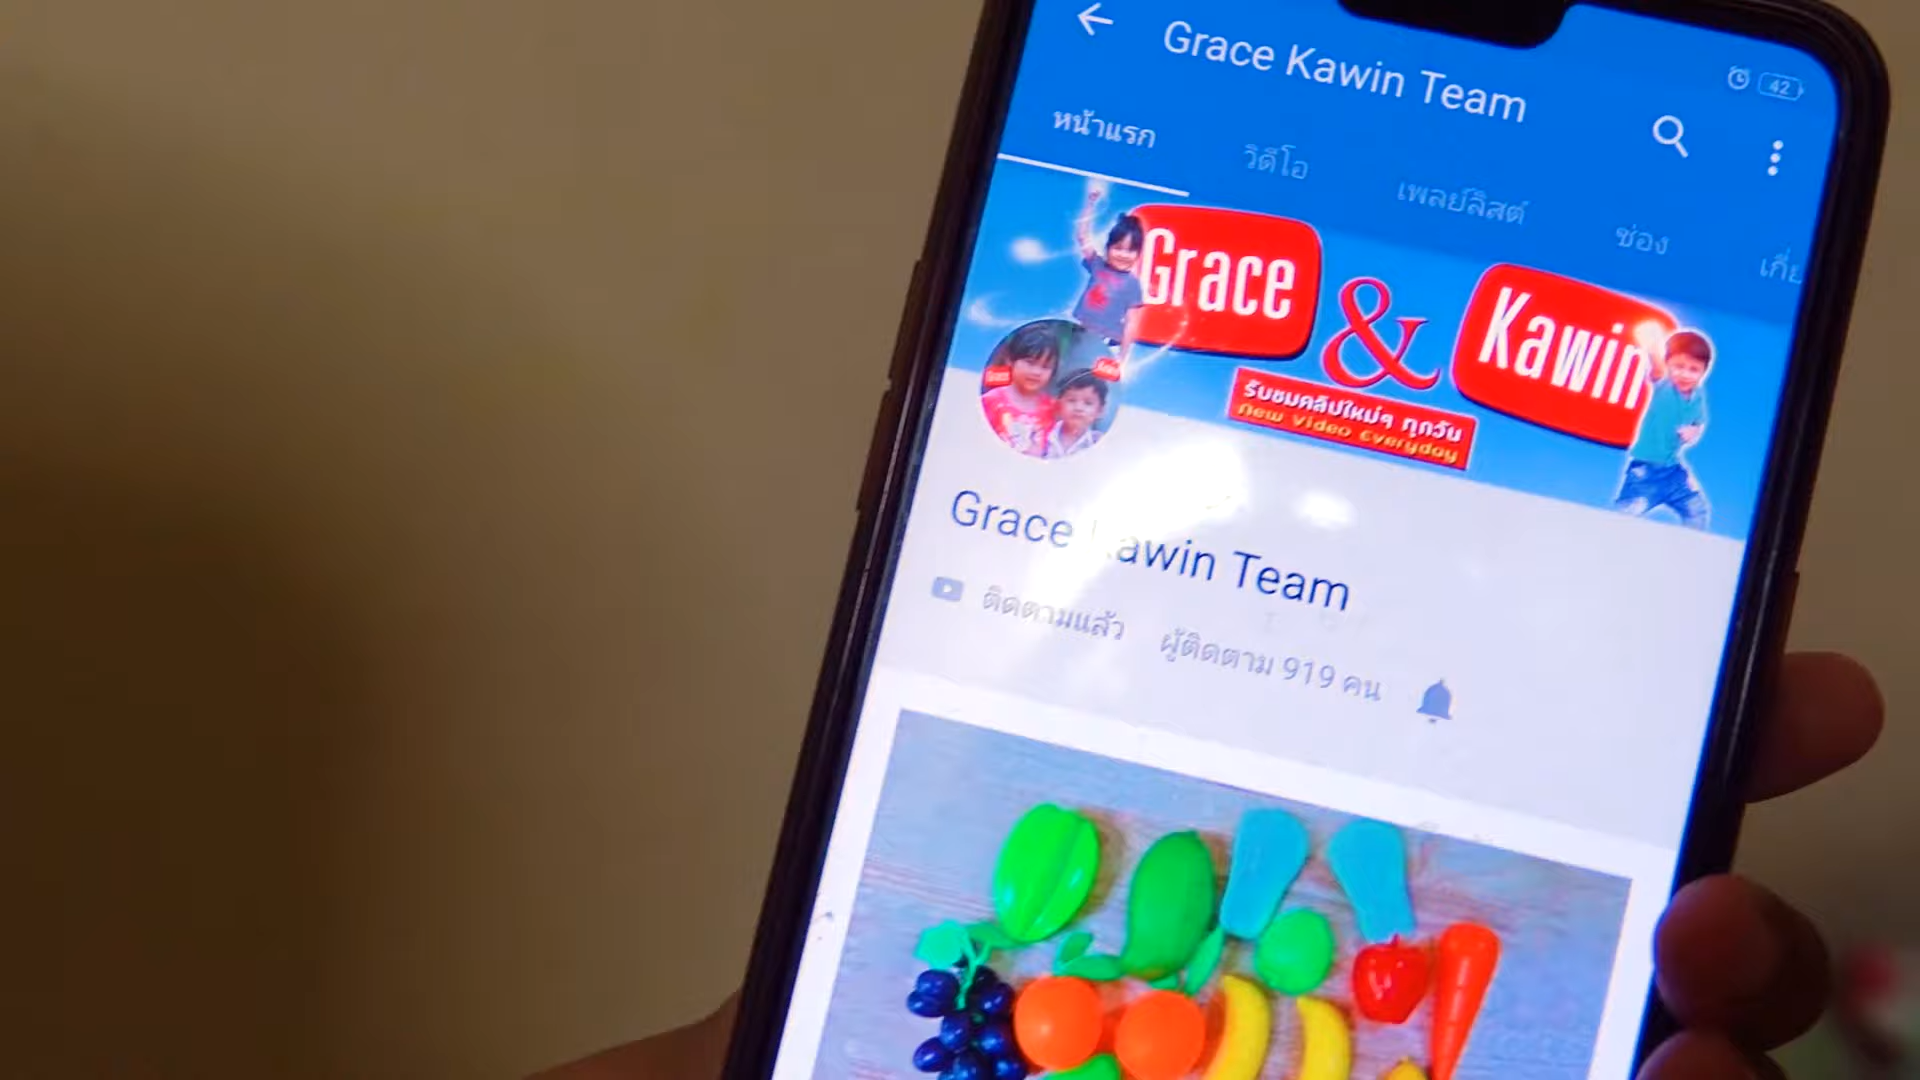 Grace Kawin Team
42
หน้าแรก
วิดีโอ
เพลย์ลิสต์
ช่อง
Grace & Kawin
รับชมคลิปใหม่ๆ ทุกวัน
New Video Everyday
Grace Kawin Team
ติดตามแล้ว ผู้ติดตาม 919 คน